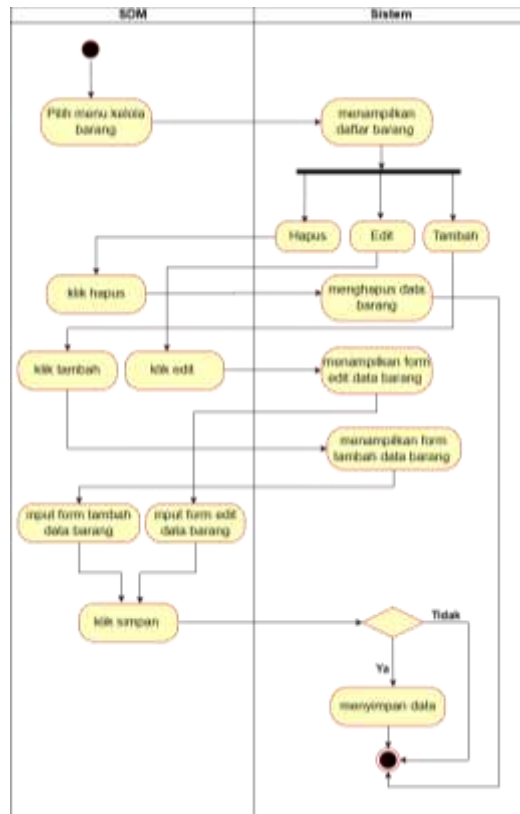 SDM
Sistem
Pilih menu kelola
barang
menampilkan
daftar barang
Hapus
Edit
Tambah
klik hapus
menghapus data
barang
klik tambah
klik edit
menampilkan form
edit data barang
menampilkan form
tambah data barang
input form tambah
data barang
input form edit
data barang
klik simpan
Tidak
Ya
menyimpan data